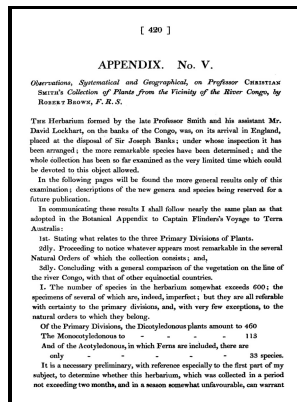 [ 420 ]
APPENDIX. No. V.
Observations, Systematical and Geographical, on Professor CHRISTIAN
SMITH's Collection of Plants from the Vicinity of the River Congo, by
ROBERT BROWN, F. R. S.
THE Herbarium formed by the late Professor Smith and his assistant Mr.
David Lockhart, on the banks of the Congo, was, on its arrival in England,
placed at the disposal of Sir Joseph Banks; under whose inspection it has
been arranged; the more remarkable species have been determined; and the
whole collection has been so far examined as the very limited time which could
be devoted to this object allowed.
In the following pages will be found the more general results only of this
examination; descriptions of the new genera and species being reserved for a
future publication.
In communicating these results I shall follow nearly the same plan as that
adopted in the Botanical Appendix to Captain Flinders's Voyage to Terra
Australis:
1st. Stating what relates to the three Primary Divisions of Plants.
2dly. Proceeding to notice whatever appears most remarkable in the several
Natural Orders of which the collection consists; and,
3dly. Concluding with a general comparison of the vegetation on the line of
the river Congo, with that of other equinoctial countries.
I. The number of species in the herbarium somewhat exceeds 600; the
specimens of several of which are, indeed, imperfect; but they are all referable
with certainty to the primary divisions, and, with very few exceptions, to the
natural orders to which they belong.
Of the Primary Divisions, the Dicotyledonous plants amount to 460
The Monocotyledonous to - - - - 113
And of the Acotyledonous, in which Ferns are included, there are
only - - - - - - 33 species.
It is a necessary preliminary, with reference especially to the first part of my
subject, to determine whether this herbarium, which was collected in a period
not exceeding two months, and in a season somewhat unfavourable, can warrant